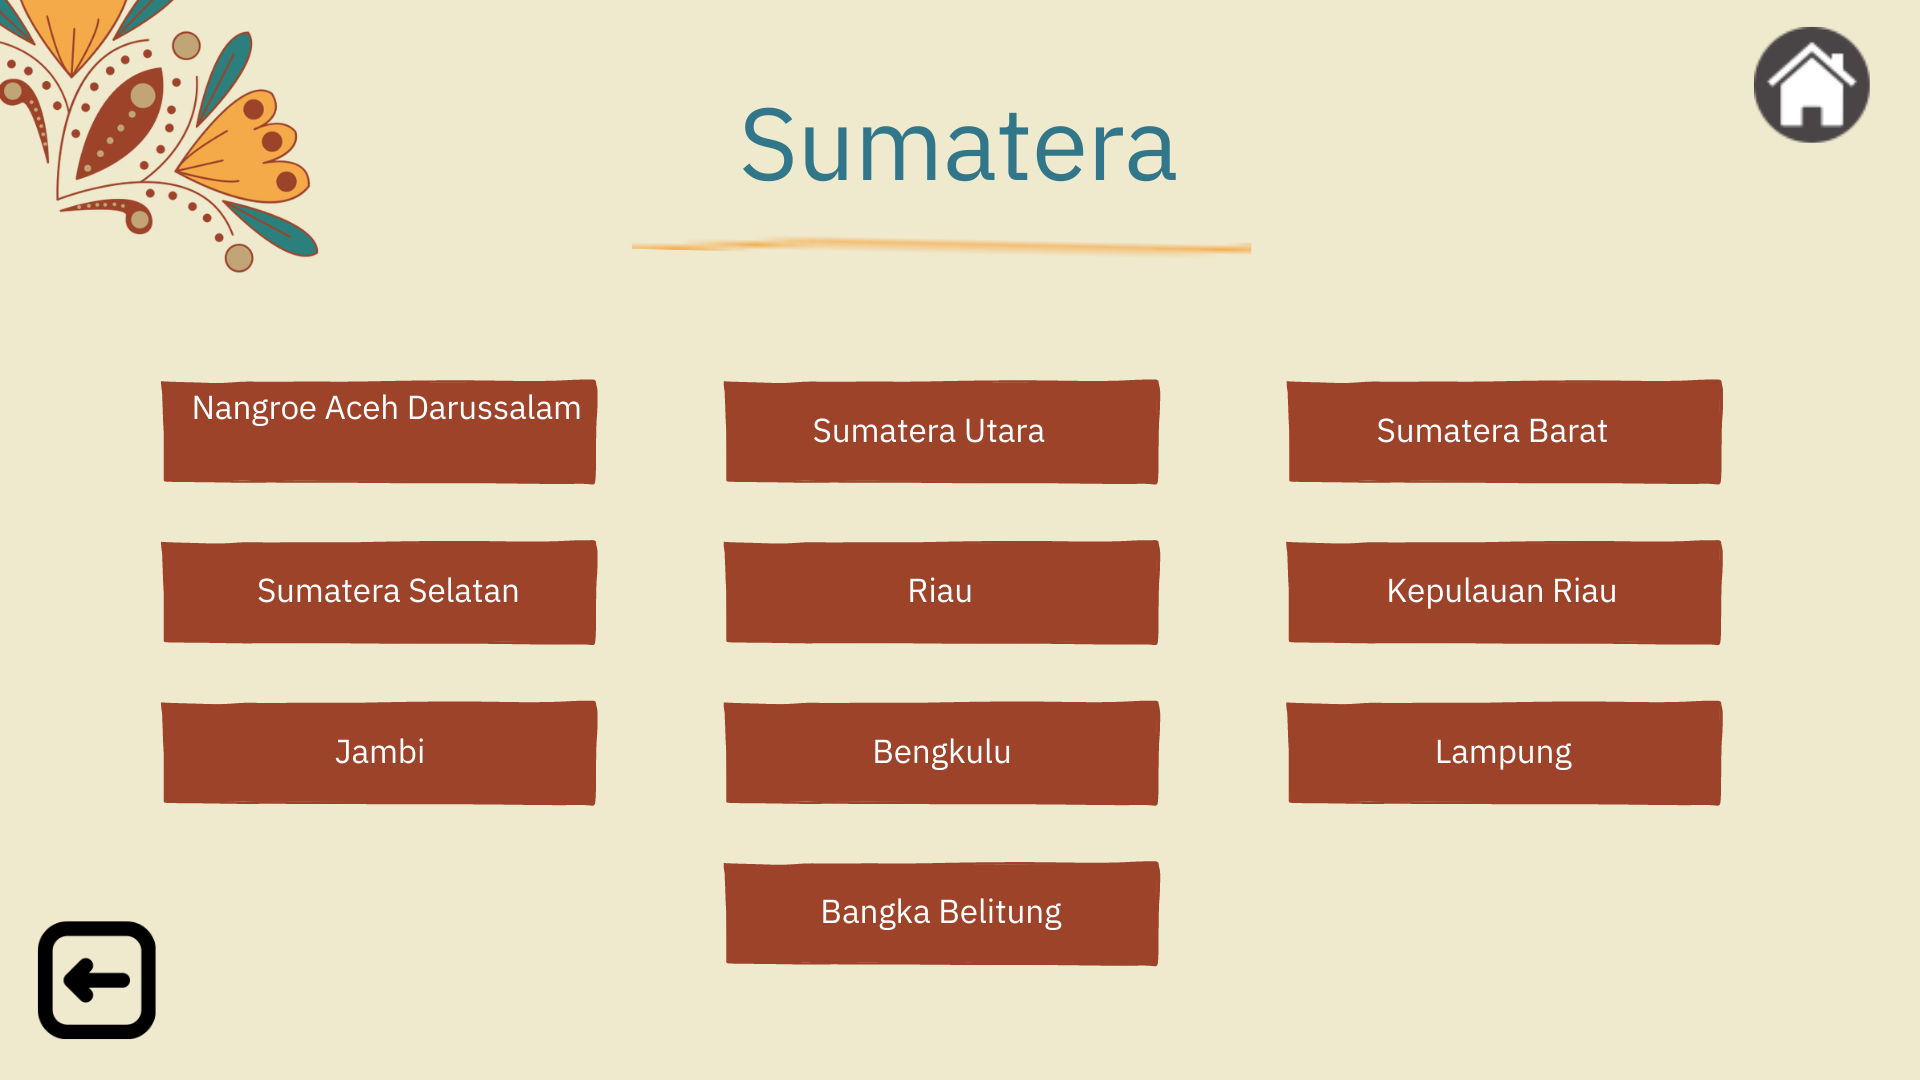 Sumatera
Nangroe Aceh Darussalam
Sumatera Utara
Sumatera Barat
Sumatera Selatan
Riau
Kepulauan Riau
Jambi
Bengkulu
Lampung
Bangka Belitung